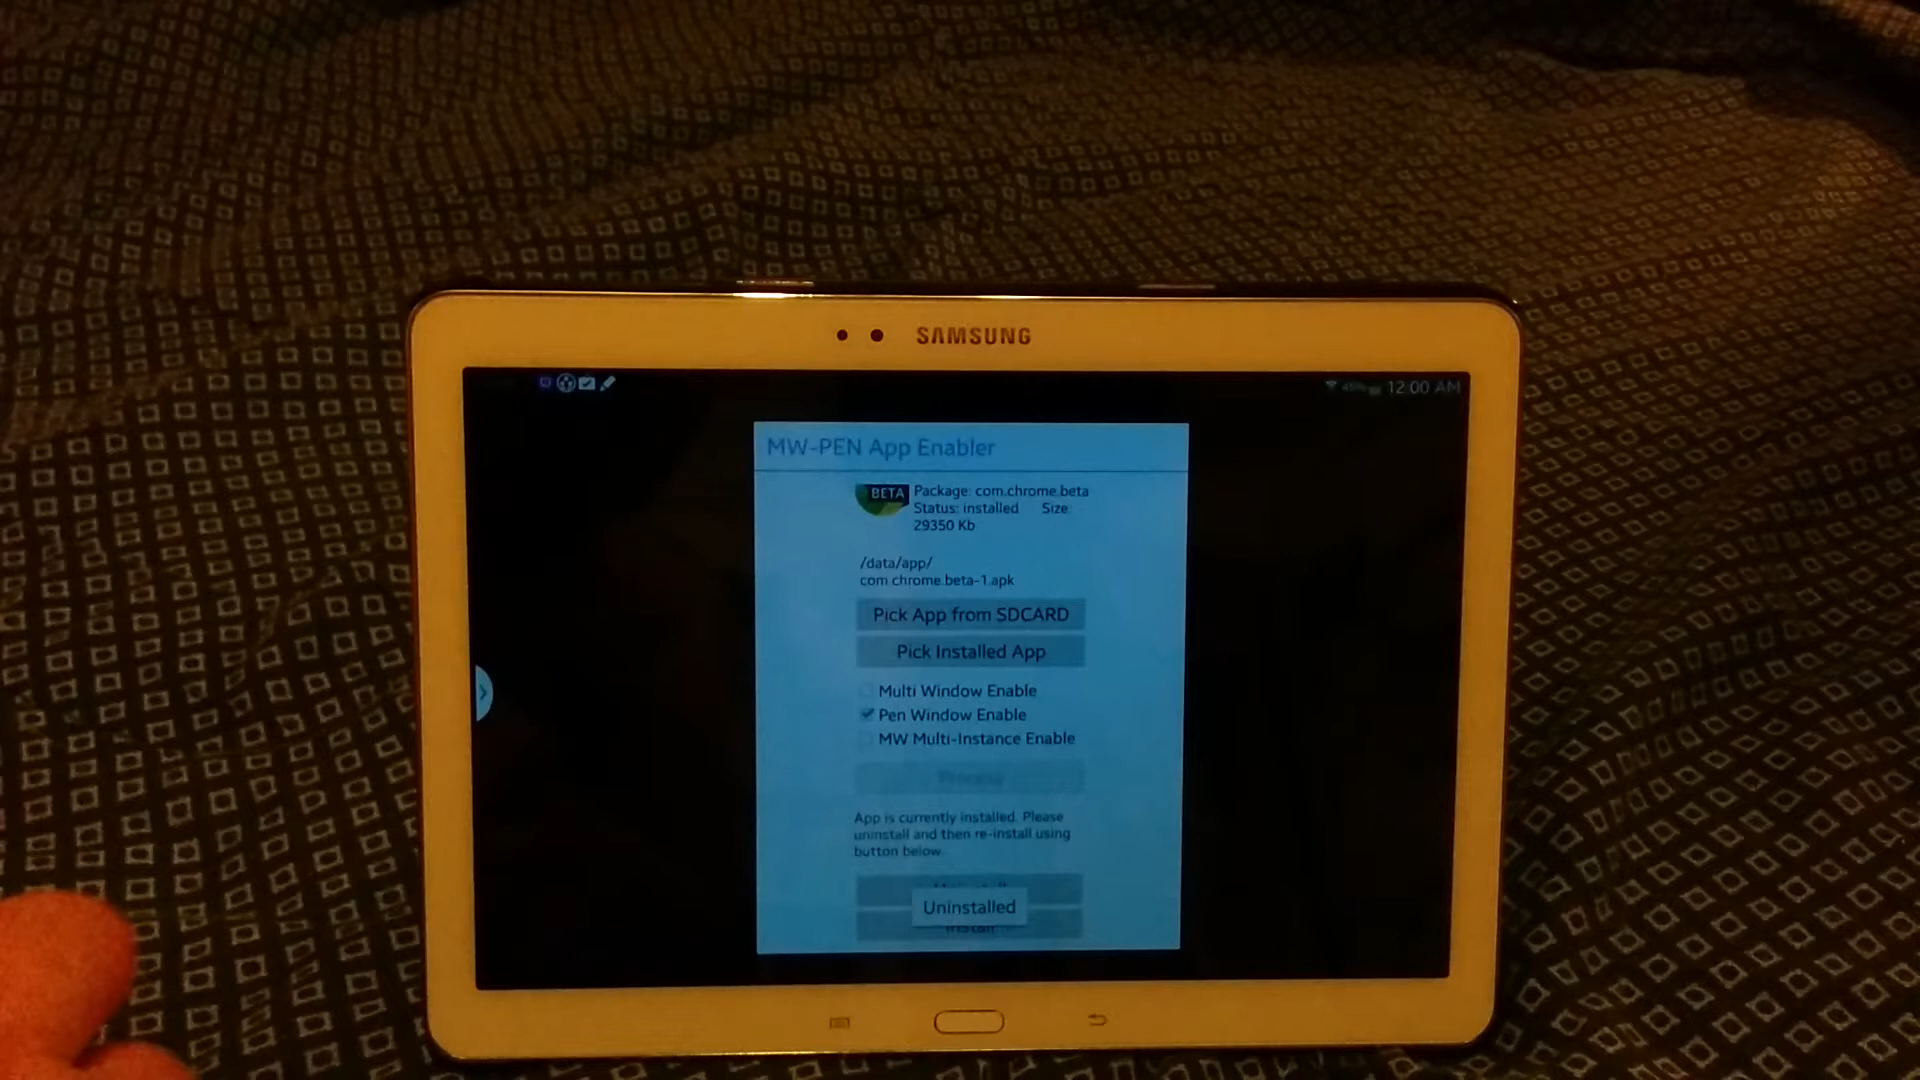 SAMSUNG
12:00 AM
MW-PEN App Enabler
BETA
Package: com.chrome.beta
Status: installed Size:
29350 Kb
/data/app/
com.chrome.beta-1.apk
Pick App from SDCARD
Pick Installed App
Multi Window Enable
Pen Window Enable
MW Multi-Instance Enable
Process
App is currently installed. Please
uninstall and then re-install using
button below.
Uninstalled
Install